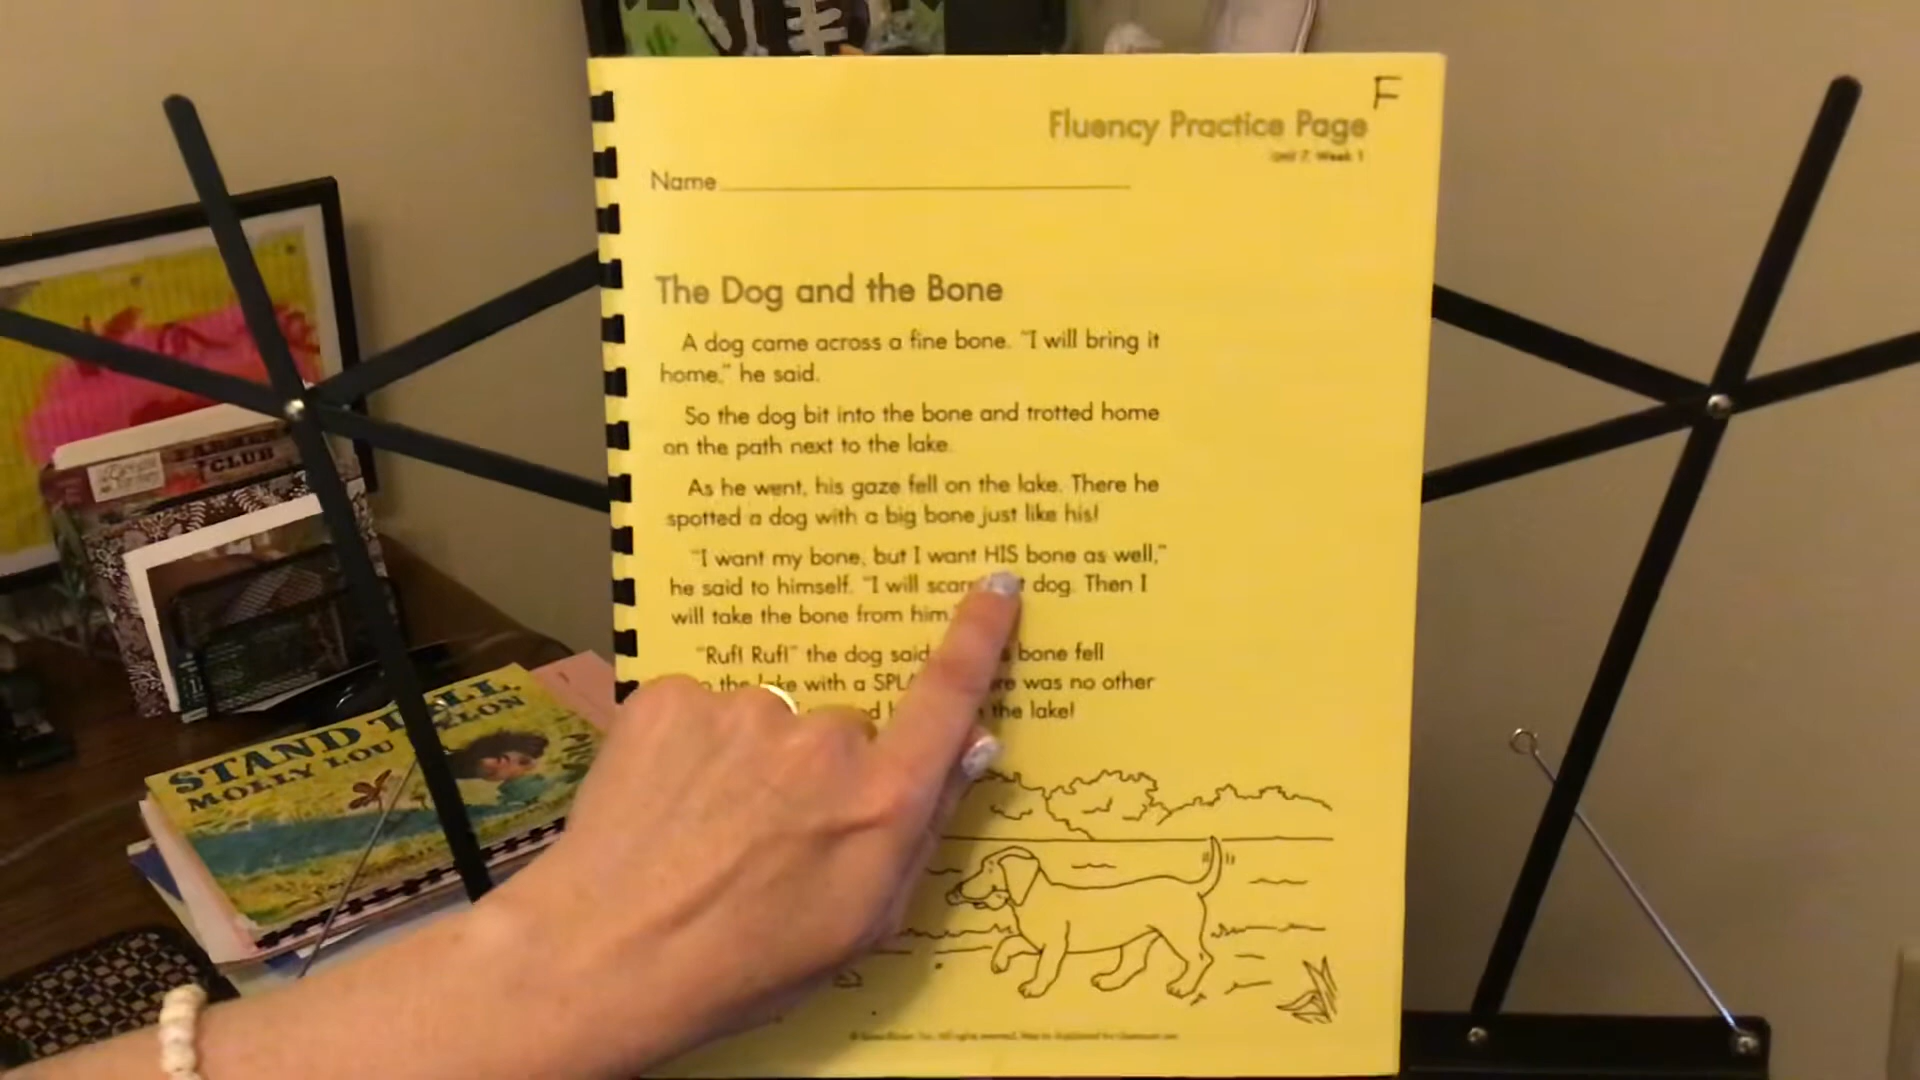 F
Fluency Practice Page
Unit 7, Week 1
Name
The Dog and the Bone
A dog came across a fine bone. "I will bring it
home," he said.
So the dog bit into the bone and trotted home
on the path next to the lake.
As he went, his gaze fell on the lake. There he
spotted a dog with a big bone just like his!
"I want my bone, but I want HIS bone as well,"
he said to himself. "I will dog. Then I
will take the bone from him.
"Ruf! Ruf!" the dog said bone fell
the lake with a was no other
the lake!
FARMER'S
CLUB
STAND TALL,
MOLLY LOU MELON